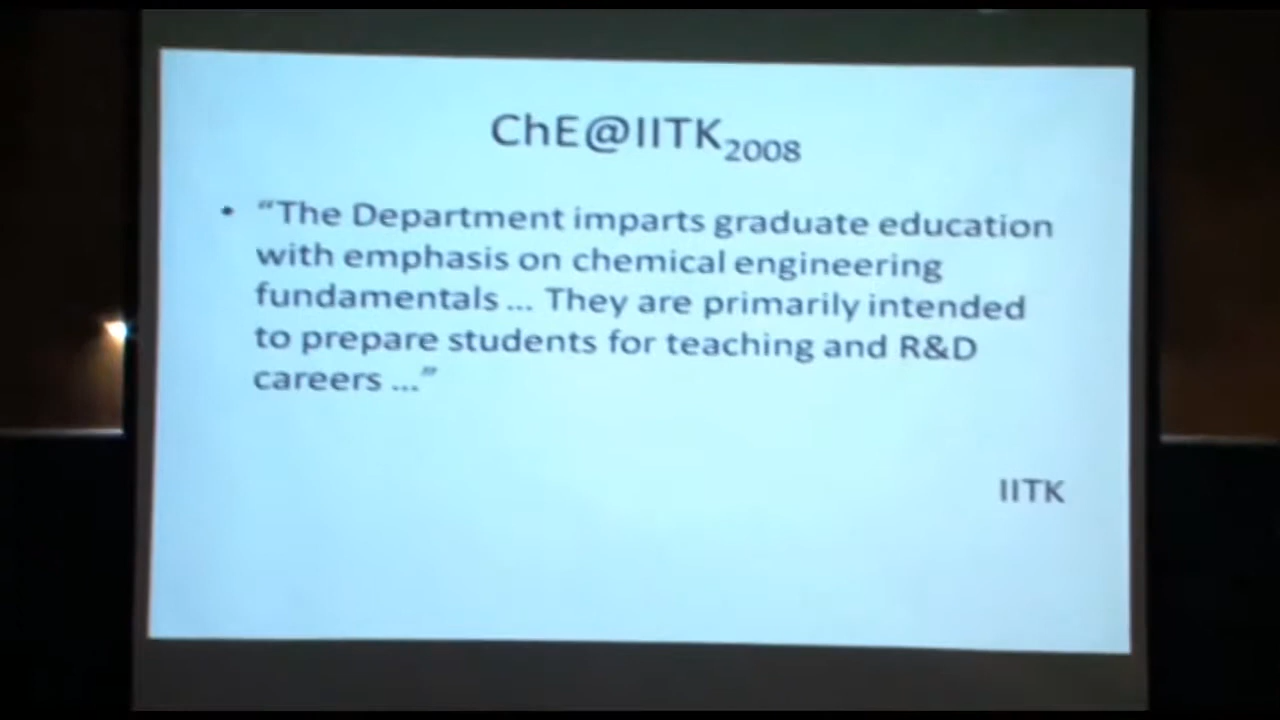 ChE@IITK2008
• “The Department imparts graduate education
with emphasis on chemical engineering
fundamentals ... They are primarily intended
to prepare students for teaching and R&D
careers ...”
IITK